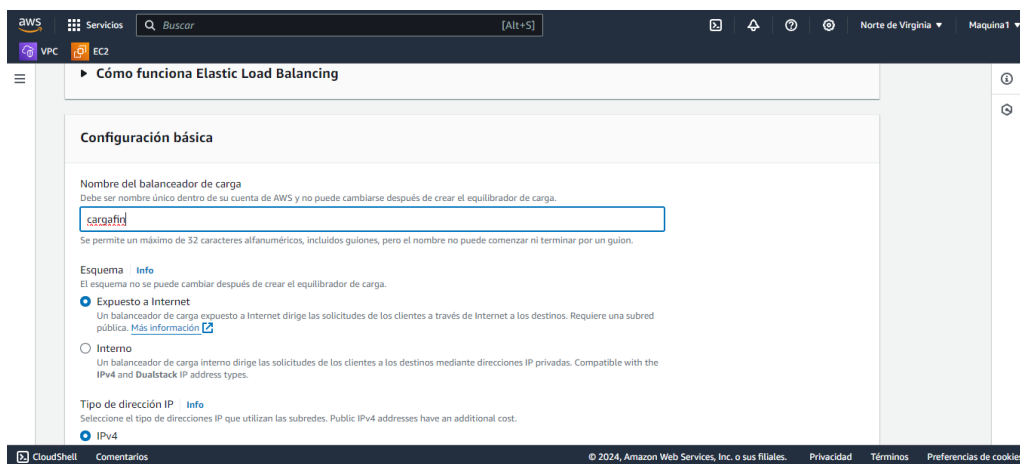 aws
Servicios
Buscar
[Alt+S]
Norte de Virginia ▼
Maquina1 ▼
VPC
EC2
Cómo funciona Elastic Load Balancing
Configuración básica
Nombre del balanceador de carga
Debe ser nombre único dentro de su cuenta de AWS y no puede cambiarse después de crear el equilibrador de carga.
cargafin
Se permite un máximo de 32 caracteres alfanuméricos, incluidos guiones, pero el nombre no puede comenzar ni terminar por un guion.
Esquema Info
El esquema no se puede cambiar después de crear el equilibrador de carga.
Expuesto a Internet
Un balanceador de carga expuesto a Internet dirige las solicitudes de los clientes a través de Internet a los destinos. Requiere una subred
pública. Más información
Interno
Un balanceador de carga interno dirige las solicitudes de los clientes a los destinos mediante direcciones IP privadas. Compatible with the
IPv4 and Dualstack IP address types.
Tipo de dirección IP Info
Seleccione el tipo de direcciones IP que utilizan las subredes. Public IPv4 addresses have an additional cost.
IPv4
CloudShell
Comentarios
© 2024, Amazon Web Services, Inc. o sus filiales.
Privacidad
Términos
Preferencias de cookies